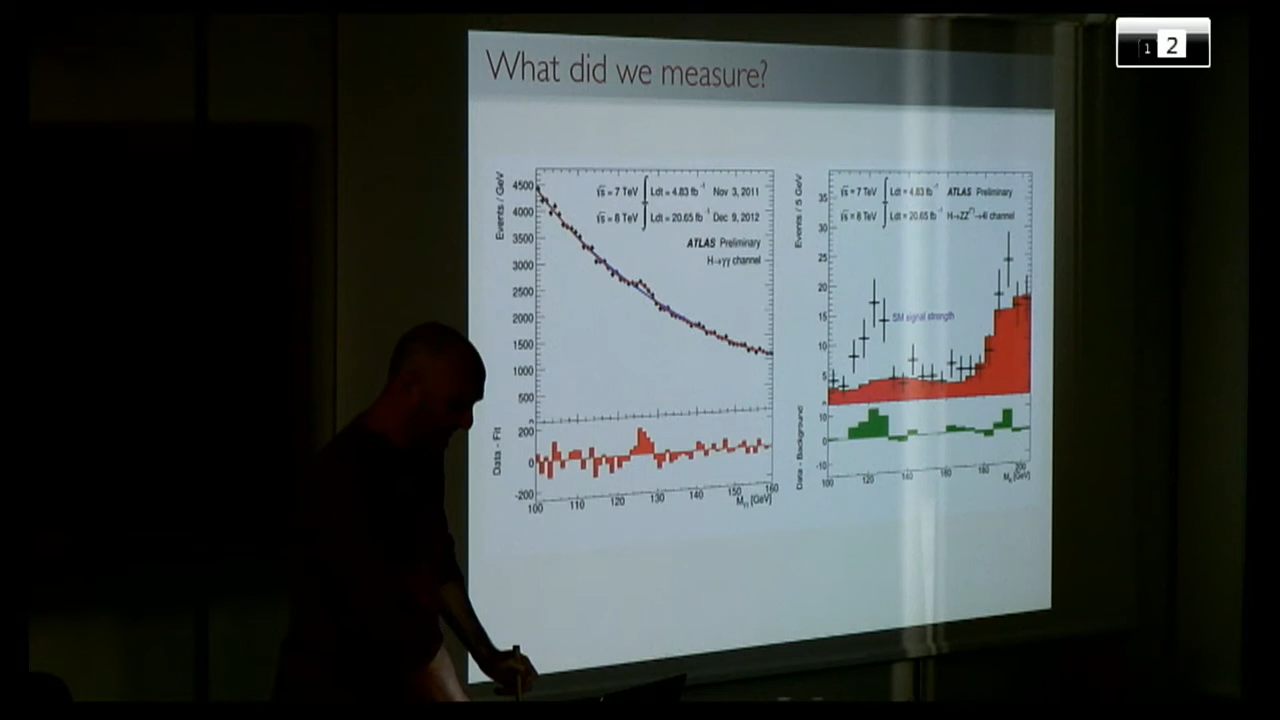 1 2
What did we measure?
Events / GeV
4500
4000
3500
3000
2500
2000
1500
1000
500
0
√s = 7 TeV ∫ Ldt = 4.83 fb⁻¹ Nov 3, 2011
√s = 8 TeV ∫ Ldt = 20.65 fb⁻¹ Dec 9, 2012
ATLAS Preliminary
H→γγ channel
Data - Fit
200
0
-200
100 110 120 130 140 150 160
Mγγ [GeV]
Events / 5 GeV
35
30
25
20
15
10
5
0
√s = 7 TeV ∫ Ldt = 4.83 fb⁻¹ ATLAS Preliminary
√s = 8 TeV ∫ Ldt = 20.65 fb⁻¹ H→ZZ⁽*⁾→4l channel
SM signal strength
Data - Background
10
0
-10
100 120 140 160 180 200
[GeV]